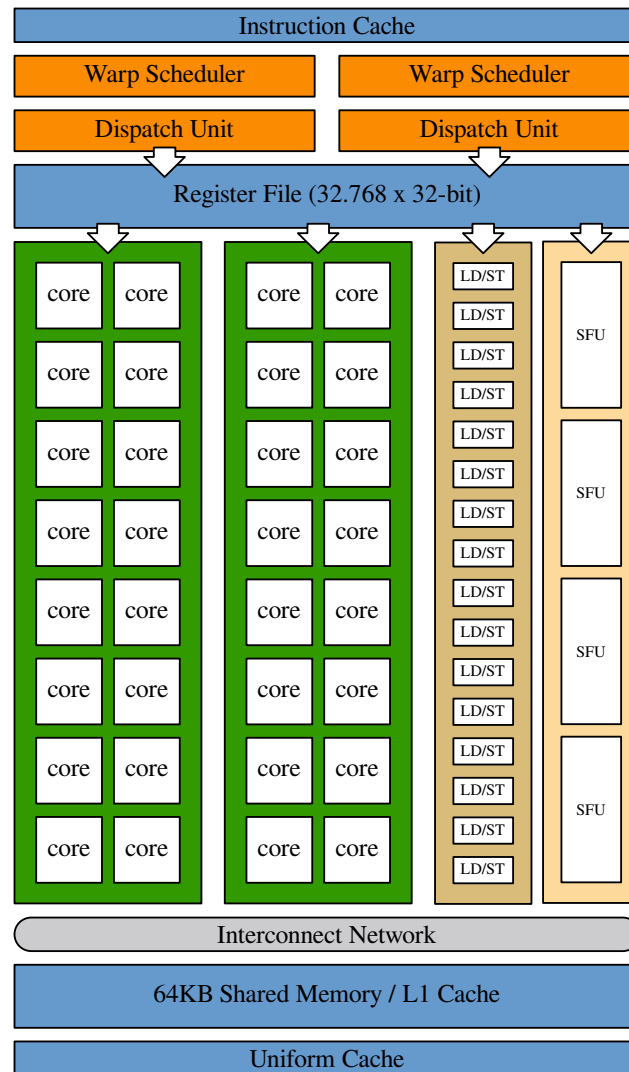 Instruction Cache
Warp Scheduler Warp Scheduler
Dispatch Unit Dispatch Unit
Register File (32.768 x 32-bit)
core core core core LD/ST SFU
LD/ST
core core core core LD/ST
LD/ST
core core core core LD/ST SFU
LD/ST
core core core core LD/ST
LD/ST
core core core core LD/ST SFU
LD/ST
core core core core LD/ST
LD/ST
core core core core LD/ST SFU
LD/ST
core core core core LD/ST
LD/ST
Interconnect Network
64KB Shared Memory / L1 Cache
Uniform Cache